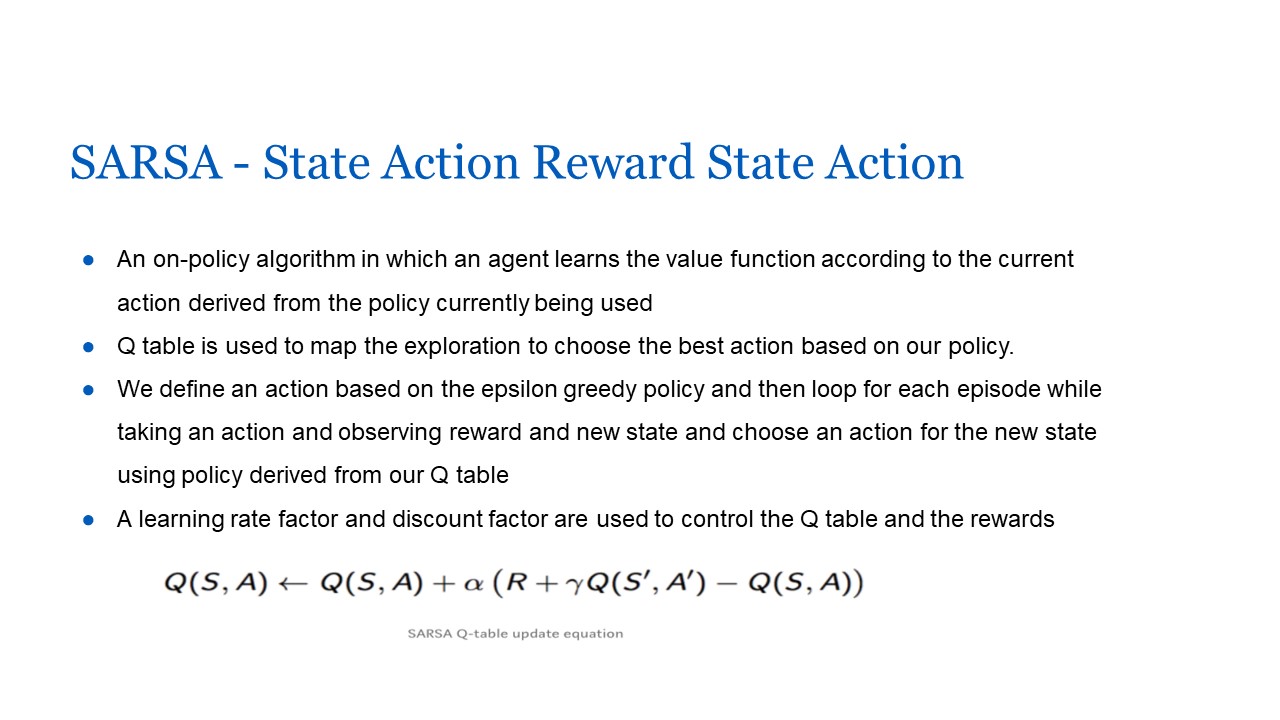 SARSA - State Action Reward State Action
● An on-policy algorithm in which an agent learns the value function according to the current
action derived from the policy currently being used
● Q table is used to map the exploration to choose the best action based on our policy.
● We define an action based on the epsilon greedy policy and then loop for each episode while
taking an action and observing reward and new state and choose an action for the new state
using policy derived from our Q table
● A learning rate factor and discount factor are used to control the Q table and the rewards
Q(S, A) ← Q(S, A) + α (R + γQ(S′, A′) − Q(S, A))
SARSA Q-table update equation